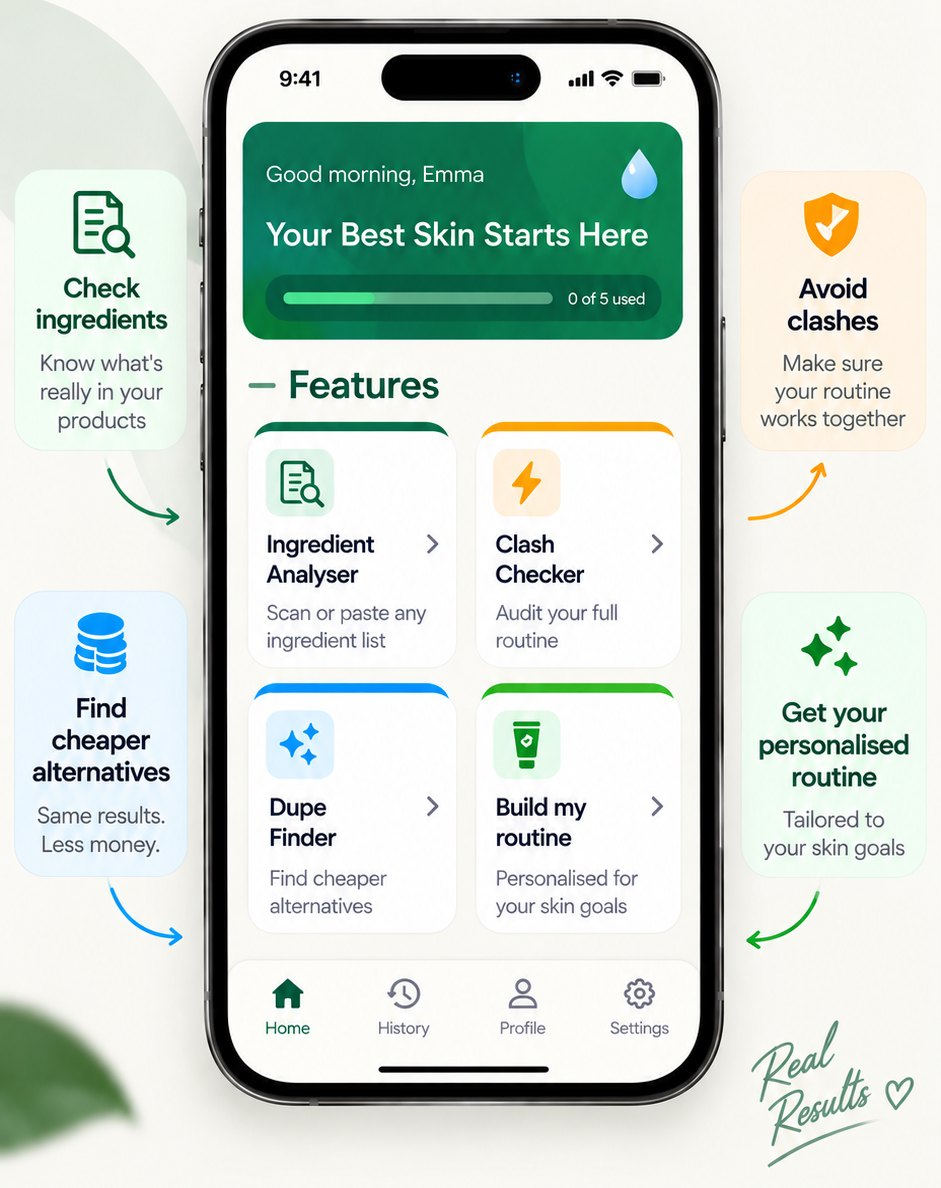 9:41
Good morning, Emma
Your Best Skin Starts Here
0 of 5 used
Check
ingredients
Know what's
really in your
products
Avoid
clashes
Make sure
your routine
works together
Features
Ingredient
Analyser
Scan or paste any
ingredient list
Clash
Checker
Audit your full
routine
Find
cheaper
alternatives
Same results.
Less money.
Get your
personalised
routine
Tailored to
your skin goals
Dupe
Finder
Find cheaper
alternatives
Build my
routine
Personalised for
your skin goals
Home
History
Profile
Settings
Real
Results